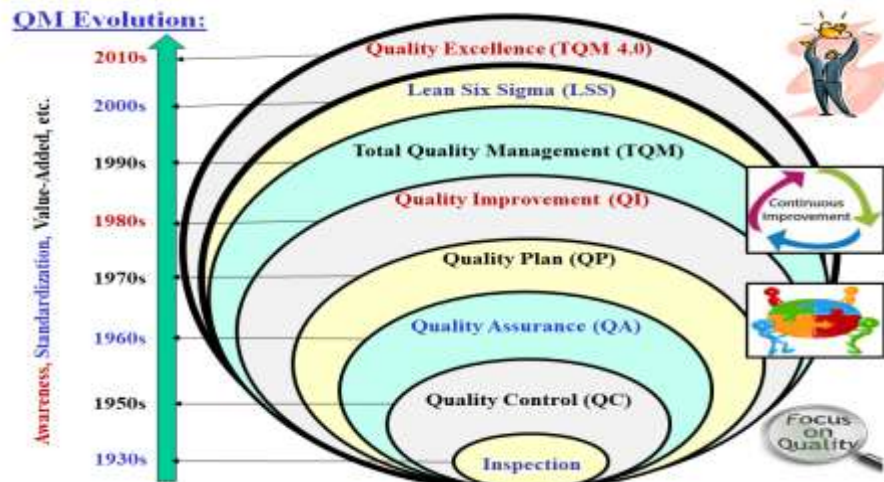 QM Evolution:
2010s
Quality Excellence (TQM 4.0)
2000s
Lean Six Sigma (LSS)
1990s
Total Quality Management (TQM)
1980s
Quality Improvement (QI)
1970s
Quality Plan (QP)
1960s
Quality Assurance (QA)
1950s
Quality Control (QC)
1930s
Inspection
Awareness, Standardization, Value-Added, etc.
Continuous
Improvement
Focus
on
Quality